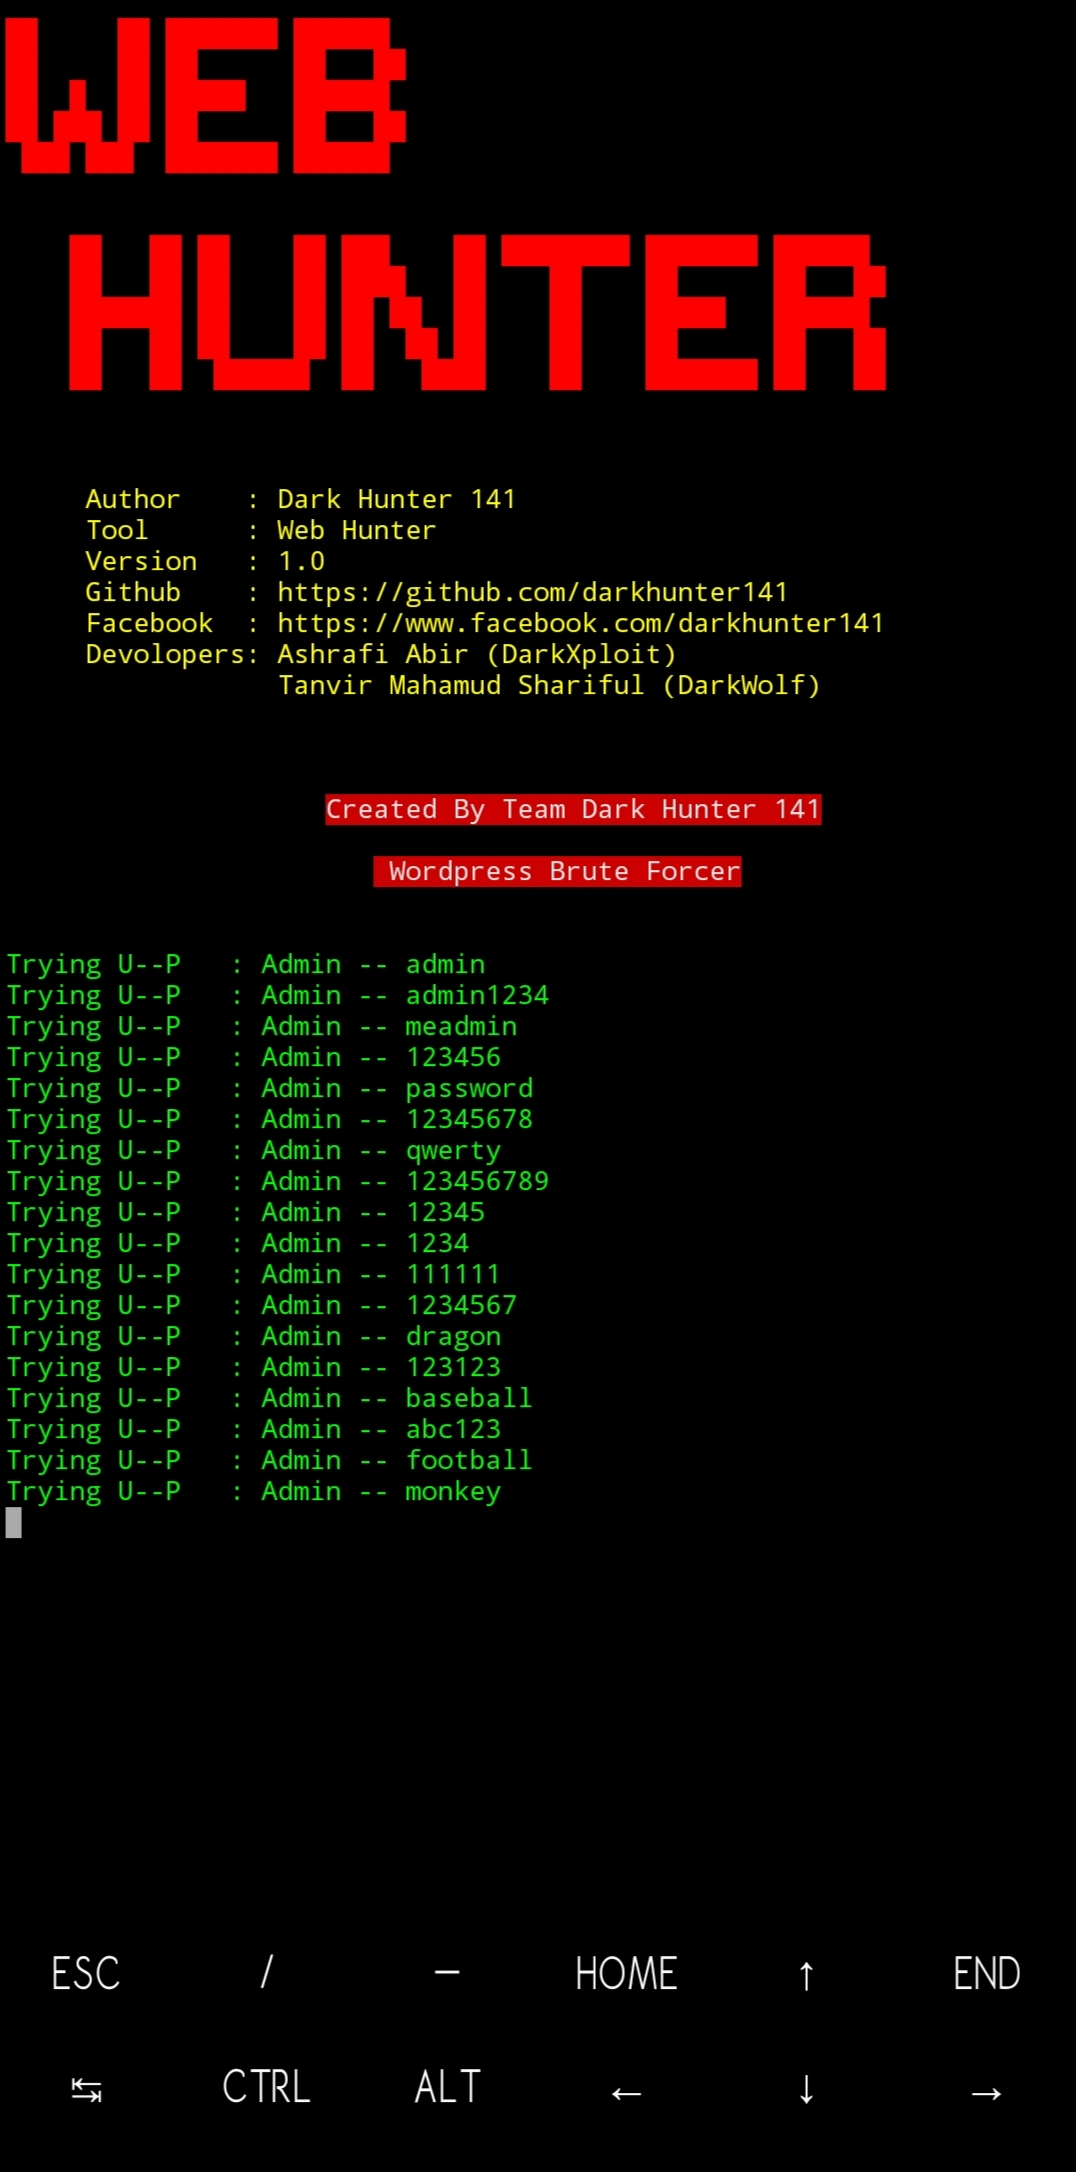 WEB
HUNTER
Author : Dark Hunter 141
Tool : Web Hunter
Version : 1.0
Github : https://github.com/darkhunter141
Facebook : https://www.facebook.com/darkhunter141
Devolopers: Ashrafi Abir (DarkXploit)
Tanvir Mahamud Shariful (DarkWolf)
Created By Team Dark Hunter 141
Wordpress Brute Forcer
Trying U--P : Admin -- admin
Trying U--P : Admin -- admin1234
Trying U--P : Admin -- meadmin
Trying U--P : Admin -- 123456
Trying U--P : Admin -- password
Trying U--P : Admin -- 12345678
Trying U--P : Admin -- qwerty
Trying U--P : Admin -- 123456789
Trying U--P : Admin -- 12345
Trying U--P : Admin -- 1234
Trying U--P : Admin -- 111111
Trying U--P : Admin -- 1234567
Trying U--P : Admin -- dragon
Trying U--P : Admin -- 123123
Trying U--P : Admin -- baseball
Trying U--P : Admin -- abc123
Trying U--P : Admin -- football
Trying U--P : Admin -- monkey
ESC / — HOME ↑ END
↹ CTRL ALT ← ↓ →